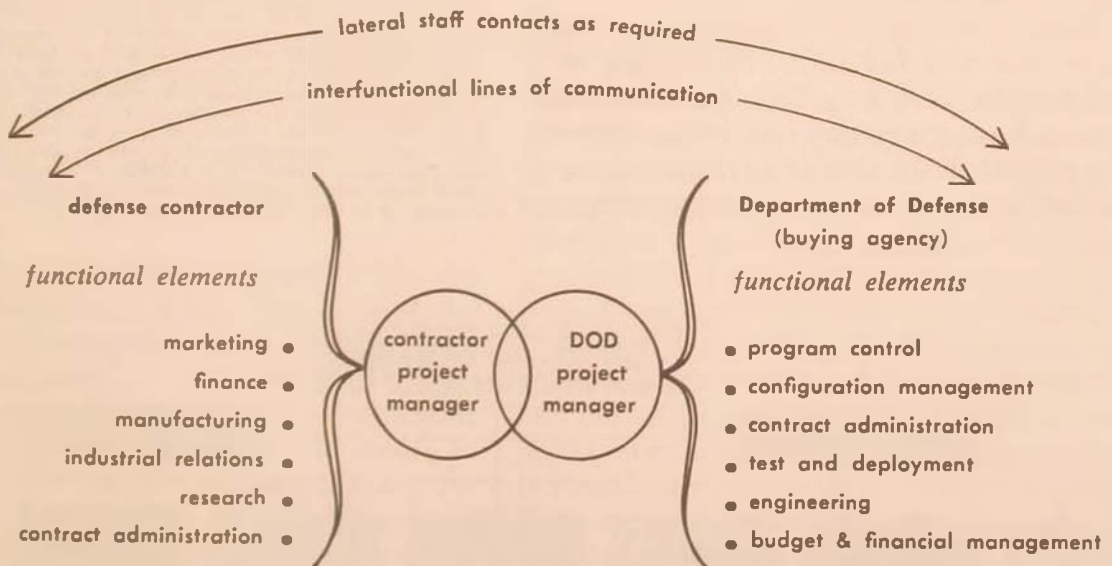 lateral staff contacts as required
interfunctional lines of communication
defense contractor
functional elements
marketing •
finance •
manufacturing •
industrial relations •
research •
contract administration •
contractor
project
manager
DOD
project
manager
Department of Defense
(buying agency)
functional elements
• program control
• configuration management
• contract administration
• test and deployment
• engineering
• budget & financial management